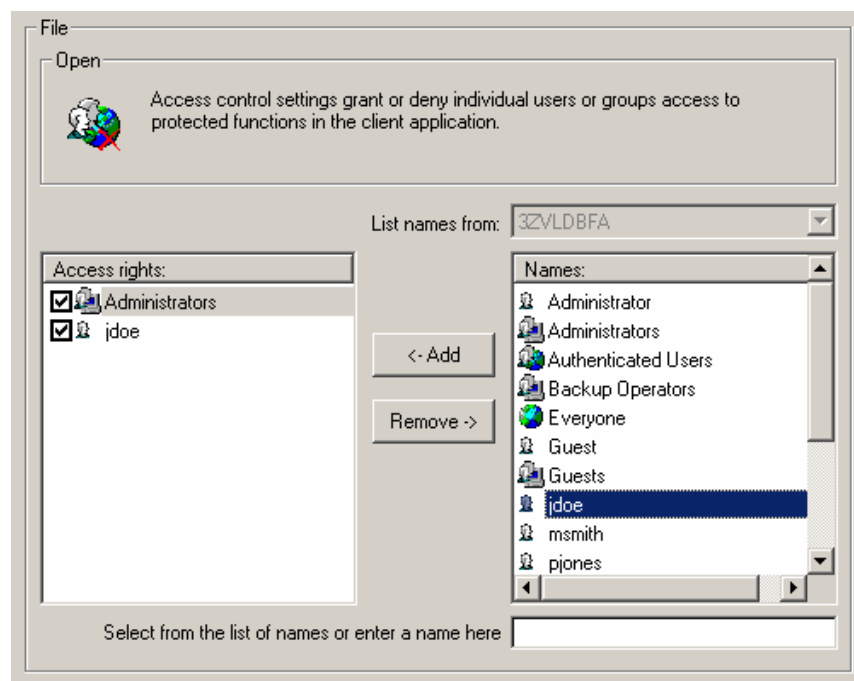 File
Open
Access control settings grant or deny individual users or groups access to
protected functions in the client application.
List names from: 3ZVLDBFA
Access rights:
Administrators
jdoe
<- Add
Remove ->
Names:
Administrator
Administrators
Authenticated Users
Backup Operators
Everyone
Guest
Guests
jdoe
msmith
pjones
Select from the list of names or enter a name here